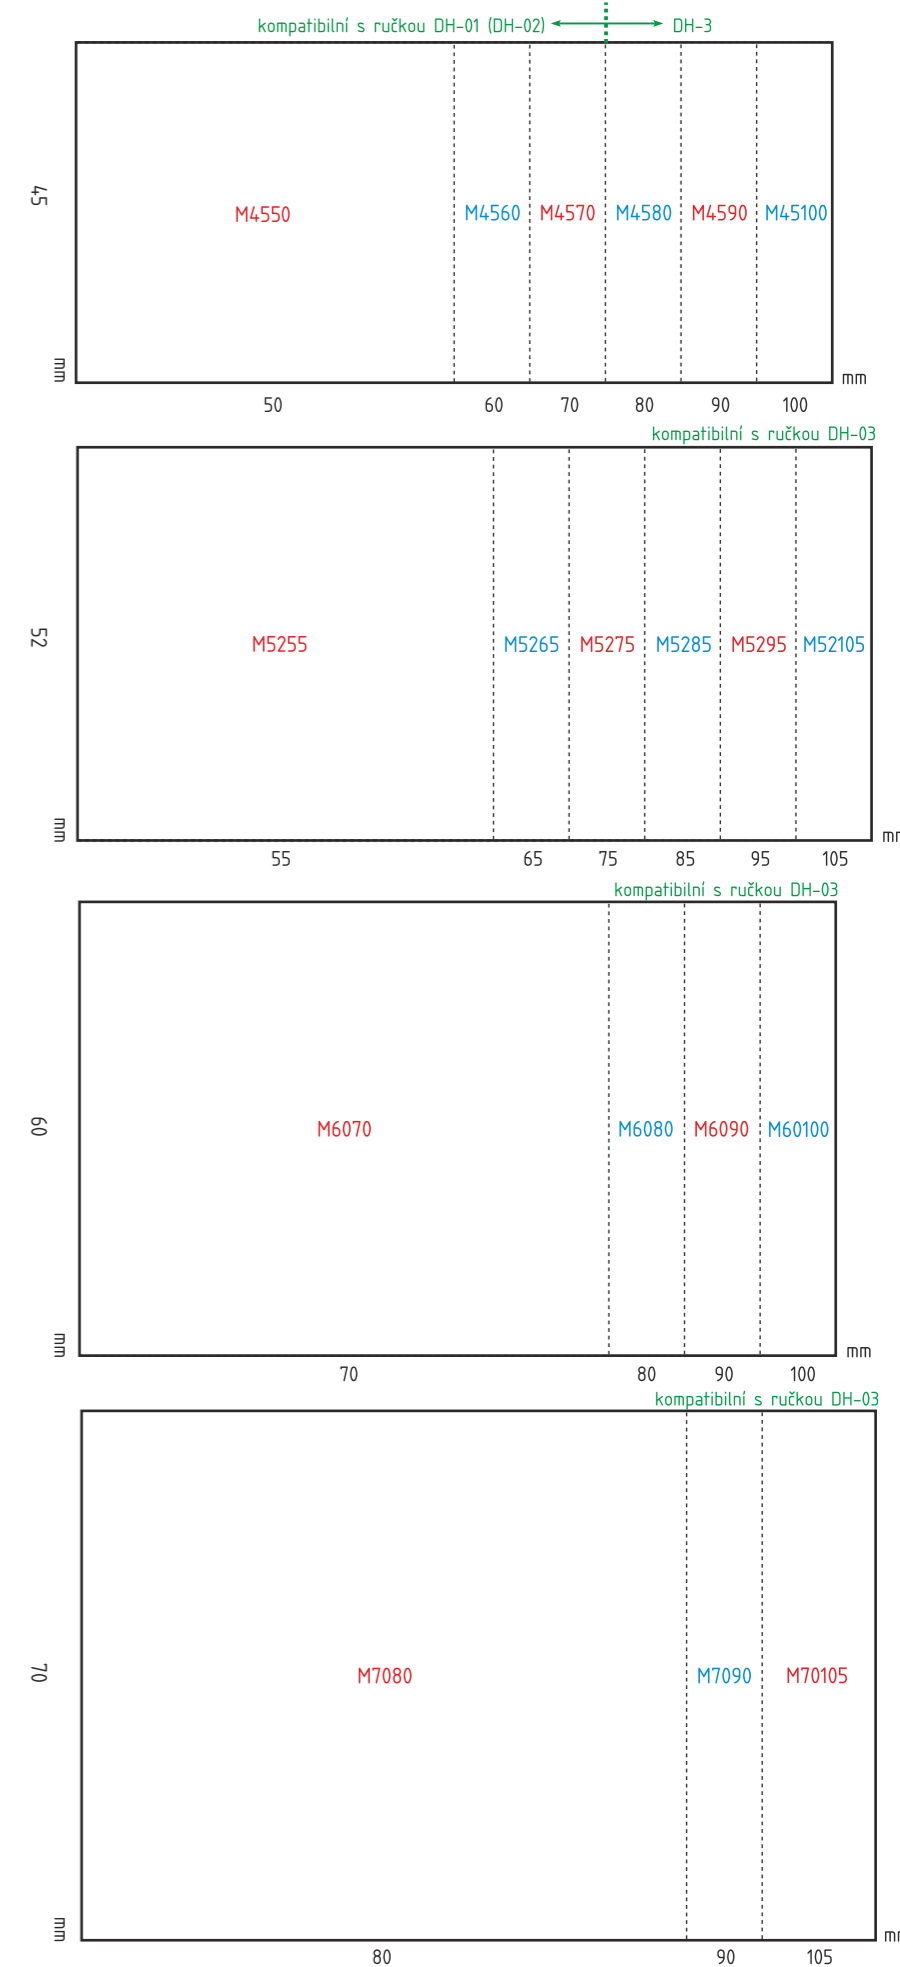 kompatibilní s ručkou DH-01 (DH-02) DH-3
45
M4550 M4560 M4570 M4580 M4590 M45100
mm
mm
50 60 70 80 90 100
kompatibilní s ručkou DH-03
52
M5255 M5265 M5275 M5285 M5295 M52105
mm
55 65 75 85 95 105
kompatibilní s ručkou DH-03
60
M6070 M6080 M6090 M60100
mm
mm
70 80 90 100
kompatibilní s ručkou DH-03
70
M7080 M7090 M70105
mm
80 90 105